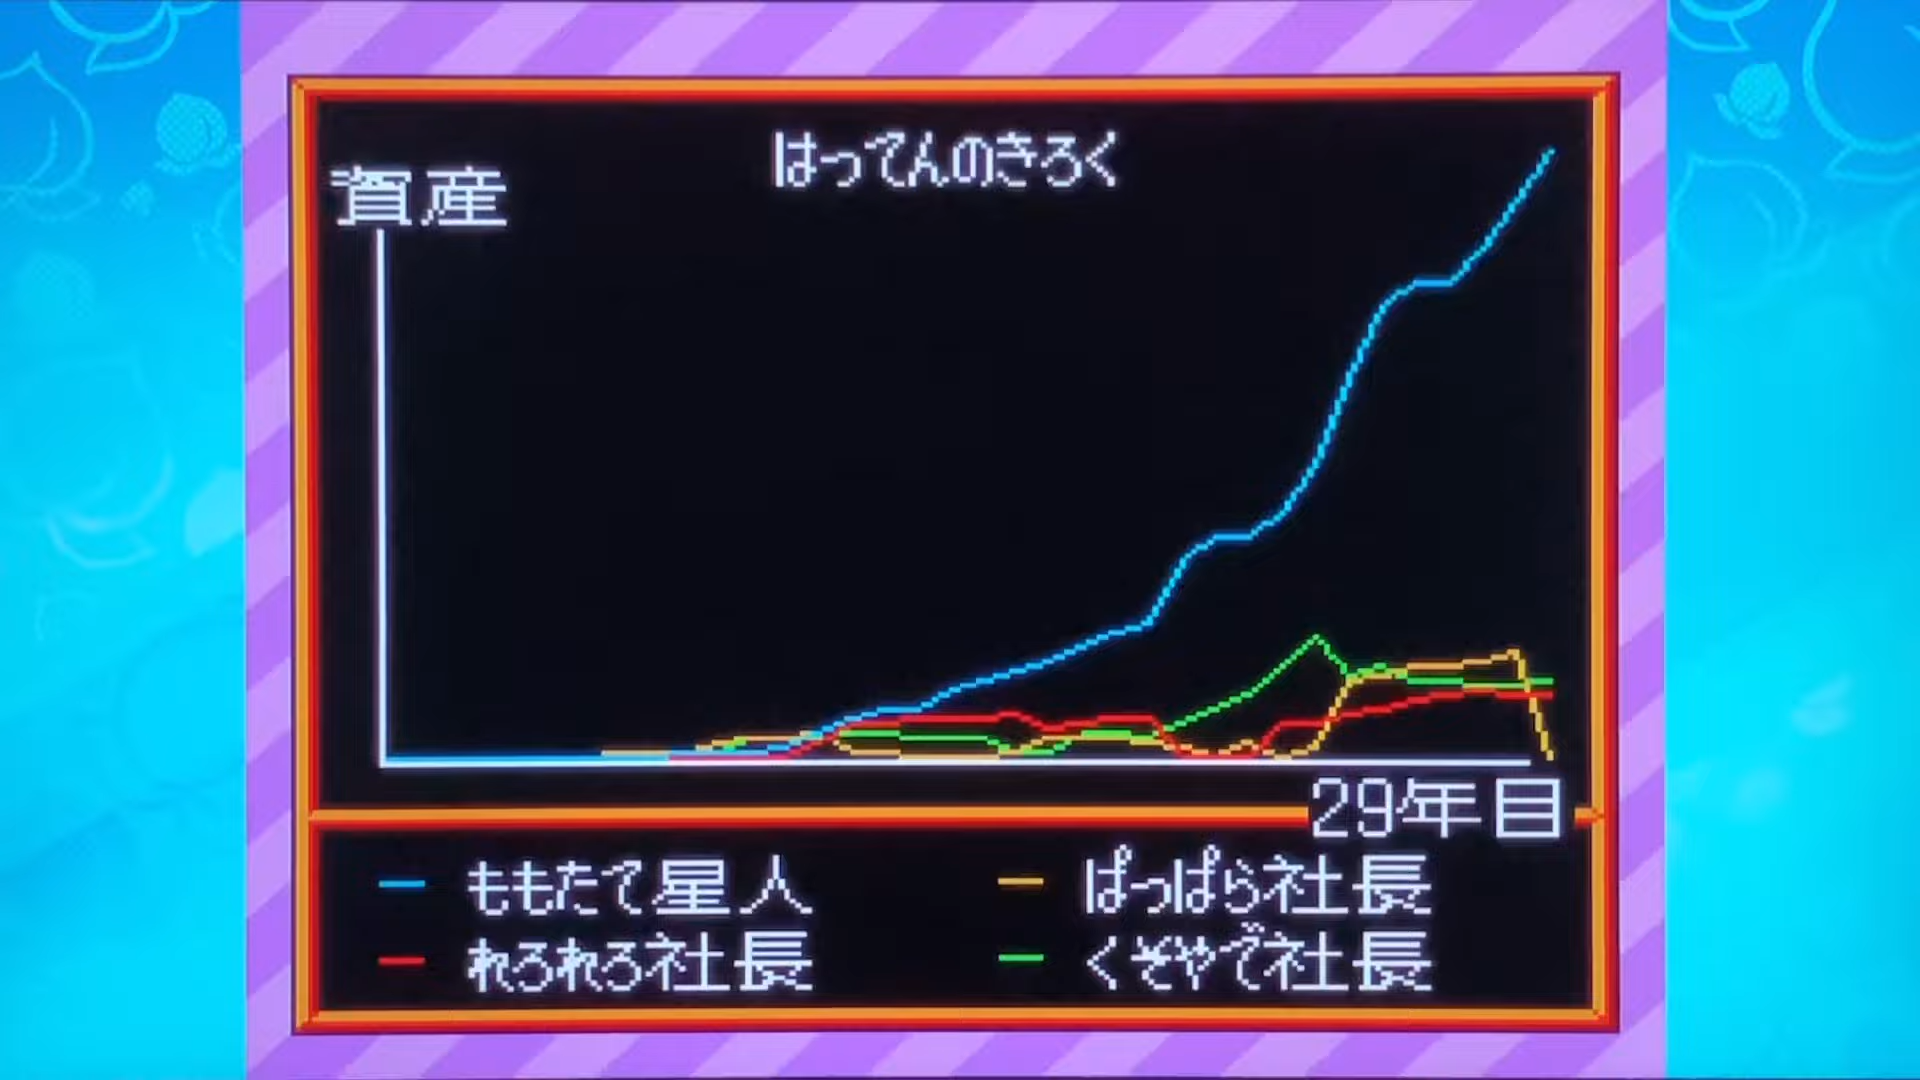 はってんのきろく
資産
29年目
ももたて星人
ぱっぱら社長
れろれろ社長
くそやで社長